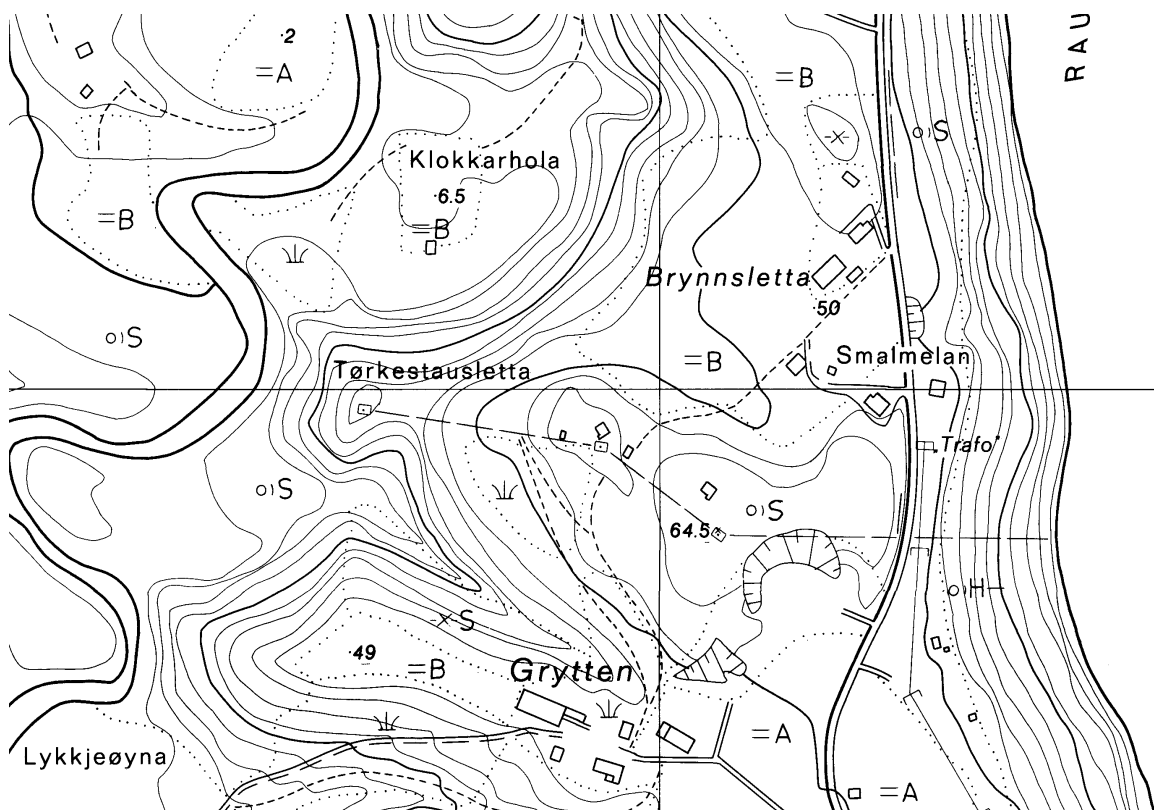 2
=A
RAU
=B
S
Klokkarhola
6.5
=B
=B
Brynnsletta
50
S
Tørkestausletta
=B
Smalmelan
Trafo
S
S
64.5
H
S
49
=B
Grytten
Lykkjeøyna
=A
=A